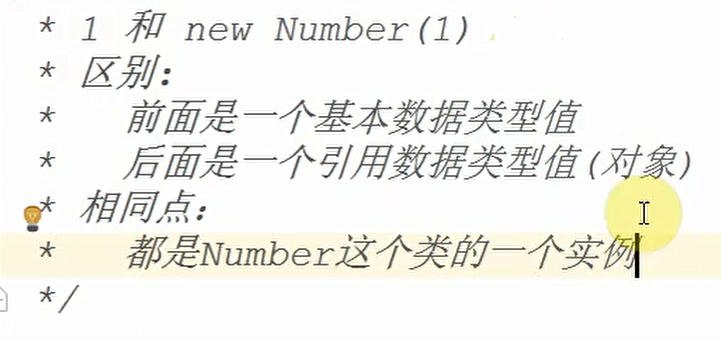 * 1 和 new Number(1)
* 区别:
* 前面是一个基本数据类型值
* 后面是一个引用数据类型值(对象)
* 相同点:
* 都是Number这个类的一个实例
*/